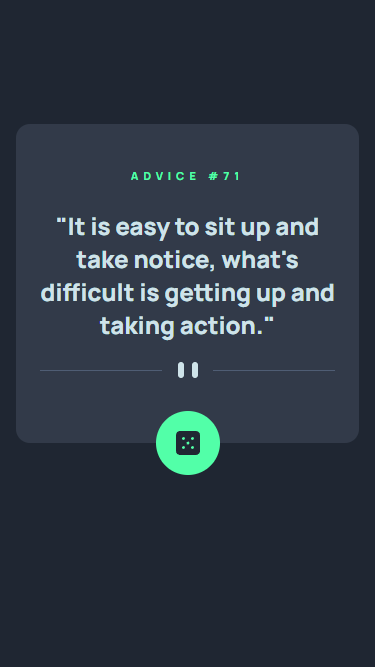 ADVICE #71
"It is easy to sit up and
take notice, what's
difficult is getting up and
taking action."